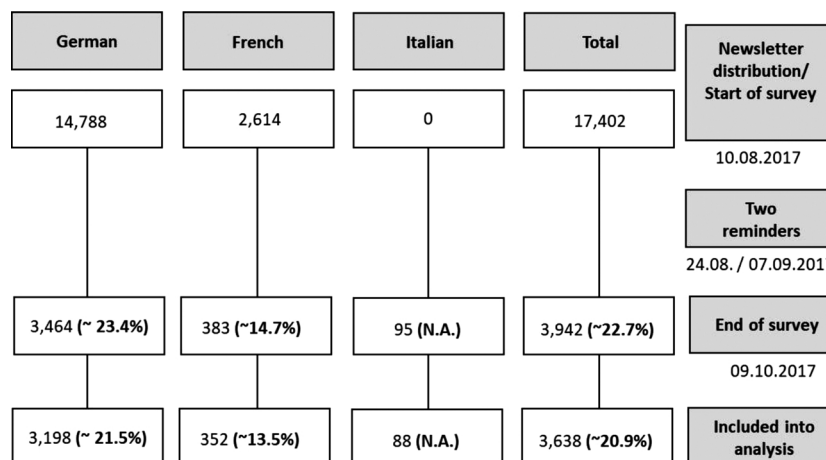 German French Italian Total Newsletter
distribution/
Start of survey
14,788 2,614 0 17,402
10.08.2017
Two
reminders
24.08. / 07.09.201
3,464 (~ 23.4%) 383 (~14.7%) 95 (N.A.) 3,942 (~22.7%) End of survey
09.10.2017
3,198 (~ 21.5%) 352 (~13.5%) 88 (N.A.) 3,638 (~20.9%) Included into
analysis